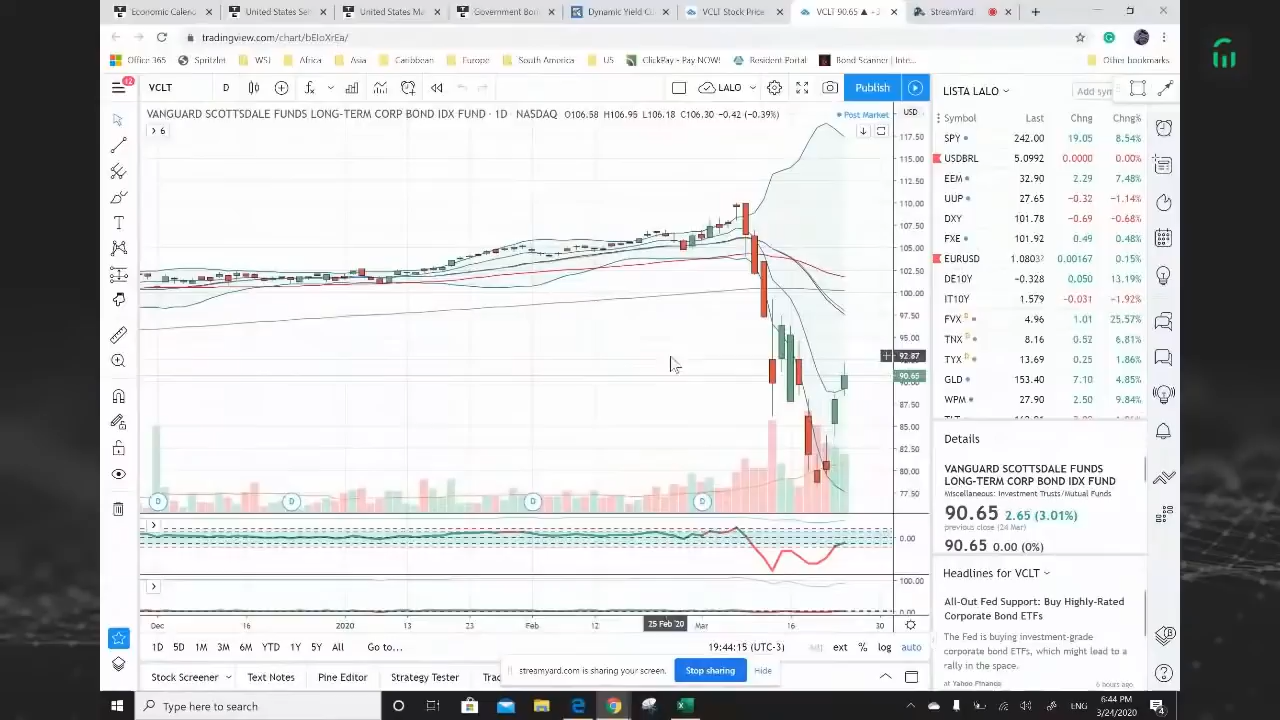 Economic Calend
United States Sel
United States Mu
Government Bon
Dynamic Yield Cu
VCLT Stock Price
VCLT 90.65 ▲ - 3
StreamYard
tradingview.com/chart/bEloXrEa/
Office 365
Spritzler
WSI
Africa
Asia
Caribbean
Europe
South America
US
ClickPay - PAY NOW!
Resident Portal
Bond Scanner | Inte...
Other bookmarks
12
VCLT
D
LALO
Publish
VANGUARD SCOTTSDALE FUNDS LONG-TERM CORP BOND IDX FUND · 1D · NASDAQ O106.58 H106.95 L106.18 C106.30 −0.42 (−0.39%)
Post Market
USD
6
117.50
115.00
112.50
110.00
107.50
105.00
102.50
100.00
97.50
95.00
92.87
90.65
87.50
85.00
82.50
80.00
77.50
D
D
D
D
0.00
100.00
0.00
Dec
16
2020
13
23
Feb
12
25 Feb '20
Mar
16
30
1D 5D 1M 3M 6M YTD 1Y 5Y All Go to...
19:44:15 (UTC-3)
ext % log auto
Stock Screener
Text Notes
Pine Editor
Strategy Tester
streamyard.com is sharing your screen.
Stop sharing
Hide
LISTA LALO
Add sym
Symbol Last Chng Chng%
SPY 242.00 19.05 8.54%
USDBRL 5.0992 0.0000 0.00%
EEM 32.90 2.29 7.48%
UUP 27.65 −0.32 −1.14%
DXY 101.78 −0.69 −0.68%
FXE 101.92 0.49 0.48%
EURUSD 1.08032 0.00167 0.15%
DE10Y −0.328 0.050 13.19%
IT10Y 1.579 −0.031 −1.92%
FVX 4.96 1.01 25.57%
TNX 8.16 0.52 6.81%
TYX 13.69 0.25 1.86%
GLD 153.40 7.10 4.85%
WPM 27.90 2.50 9.84%
Details
VANGUARD SCOTTSDALE FUNDS
LONG-TERM CORP BOND IDX FUND
Miscellaneous: Investment Trusts/Mutual Funds
90.65 2.65 (3.01%)
previous close (24 Mar)
90.65 0.00 (0%)
Headlines for VCLT
All-Out Fed Support: Buy Highly-Rated
Corporate Bond ETFs
The Fed is buying investment-grade
corporate bond ETFs, which might lead to a
rally in the space.
at Yahoo Finance
6 hours ago
Type here to search
ENG
6:44 PM
3/24/2020
4